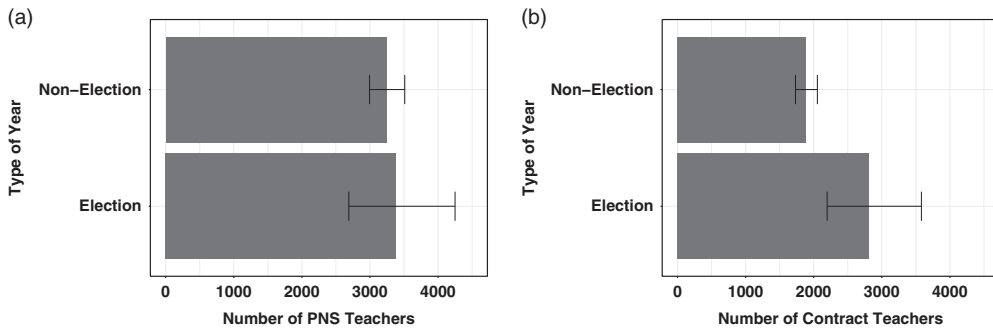 (a)
Type of Year
Non−Election
Election
0 1000 2000 3000 4000
Number of PNS Teachers
(b)
Type of Year
Non−Election
Election
0 1000 2000 3000 4000
Number of Contract Teachers